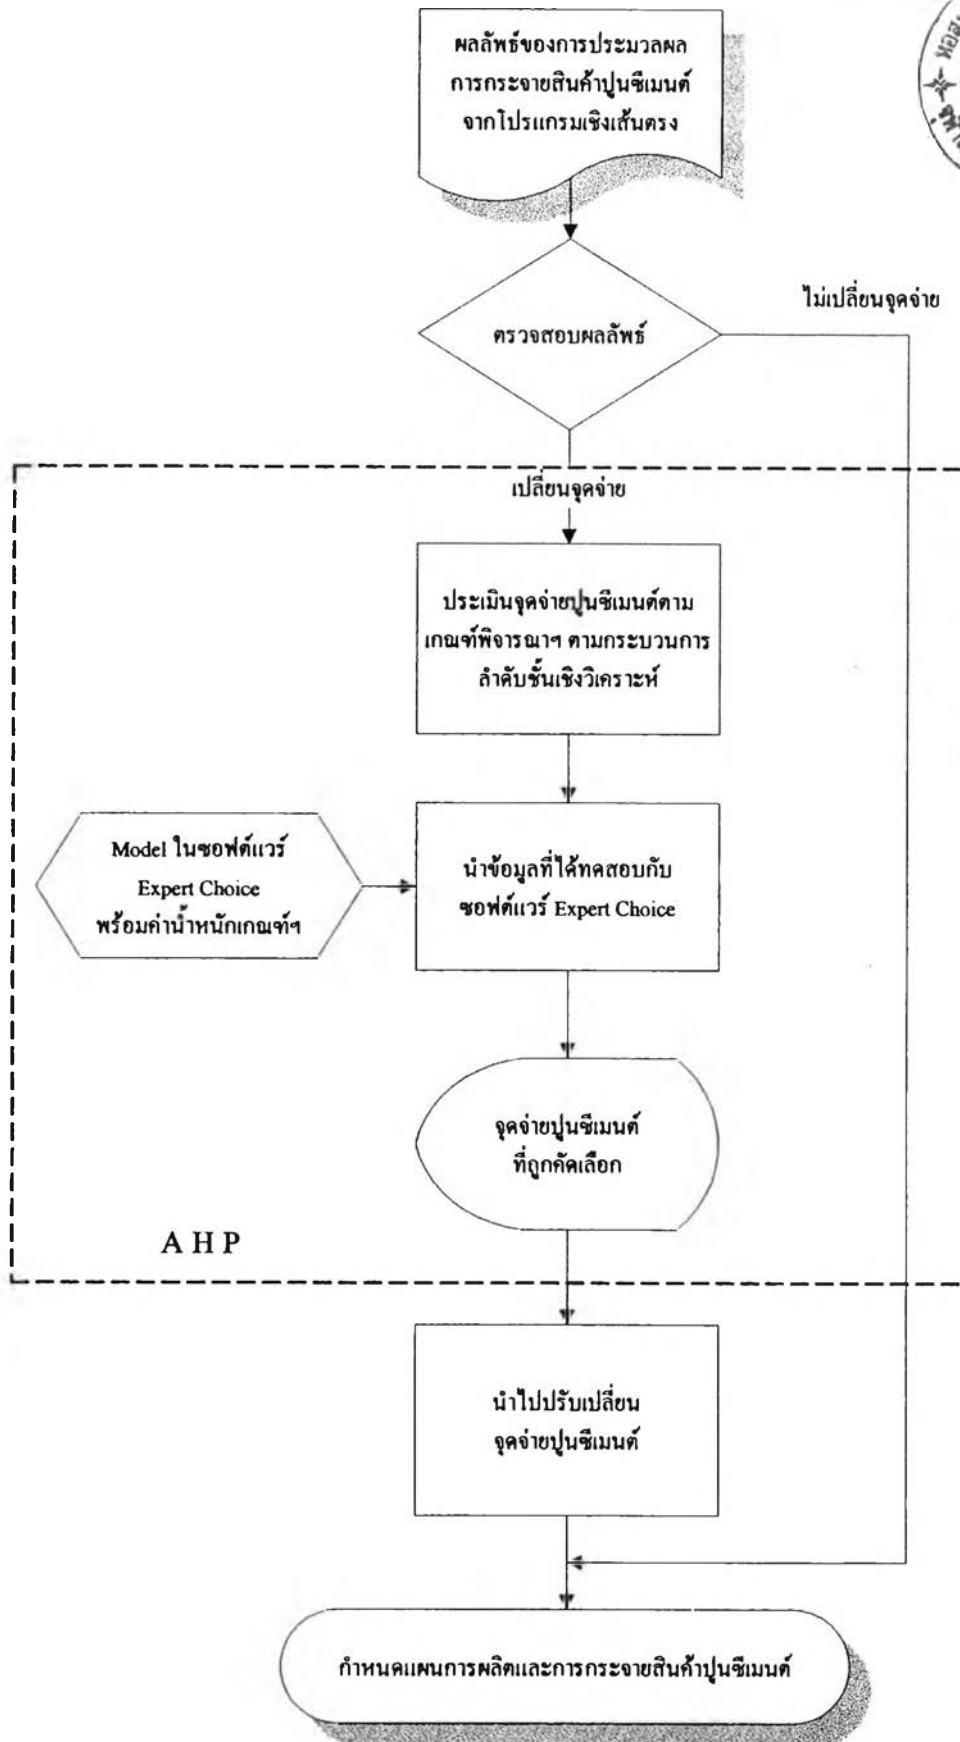 ผลลัพธ์ของการประมวลผล
การกระจายสินค้าปูนซีเมนต์
จากโปรแกรมเชิงเส้นตรง
ตรวจสอบผลลัพธ์
ไม่เปลี่ยนจุดจ่าย
เปลี่ยนจุดจ่าย
ประเมินจุดจ่ายปูนซีเมนต์ตาม
เกณฑ์พิจารณาฯ ตามกระบวนการ
ลำดับชั้นเชิงวิเคราะห์
Model ในซอฟต์แวร์
Expert Choice
พร้อมค่าน้ำหนักเกณฑ์ฯ
นำข้อมูลที่ได้ทดสอบกับ
ซอฟต์แวร์ Expert Choice
จุดจ่ายปูนซีเมนต์
ที่ถูกคัดเลือก
A H P
นำไปปรับเปลี่ยน
จุดจ่ายปูนซีเมนต์
กำหนดแผนการผลิตและการกระจายสินค้าปูนซีเมนต์